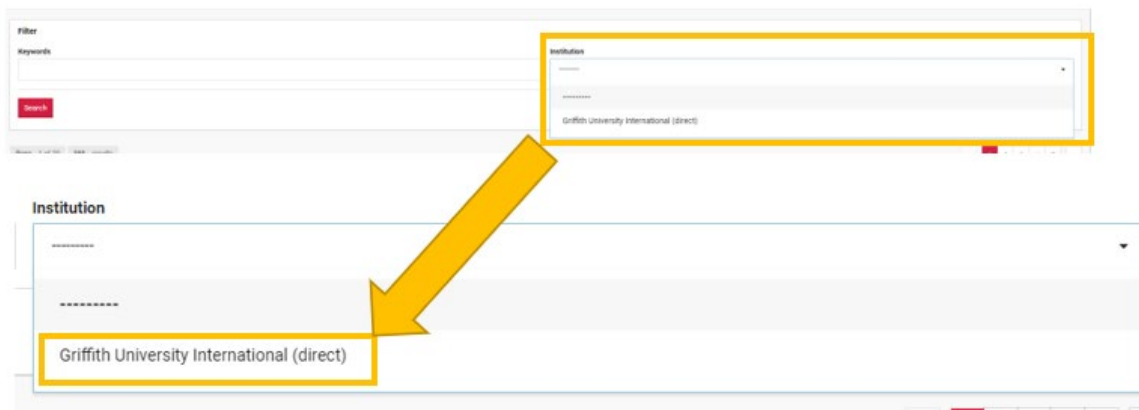 Filter
Keywords
Institution
------
---------
Griffith University International (direct)
Search
Institution
---------
---------
Griffith University International (direct)